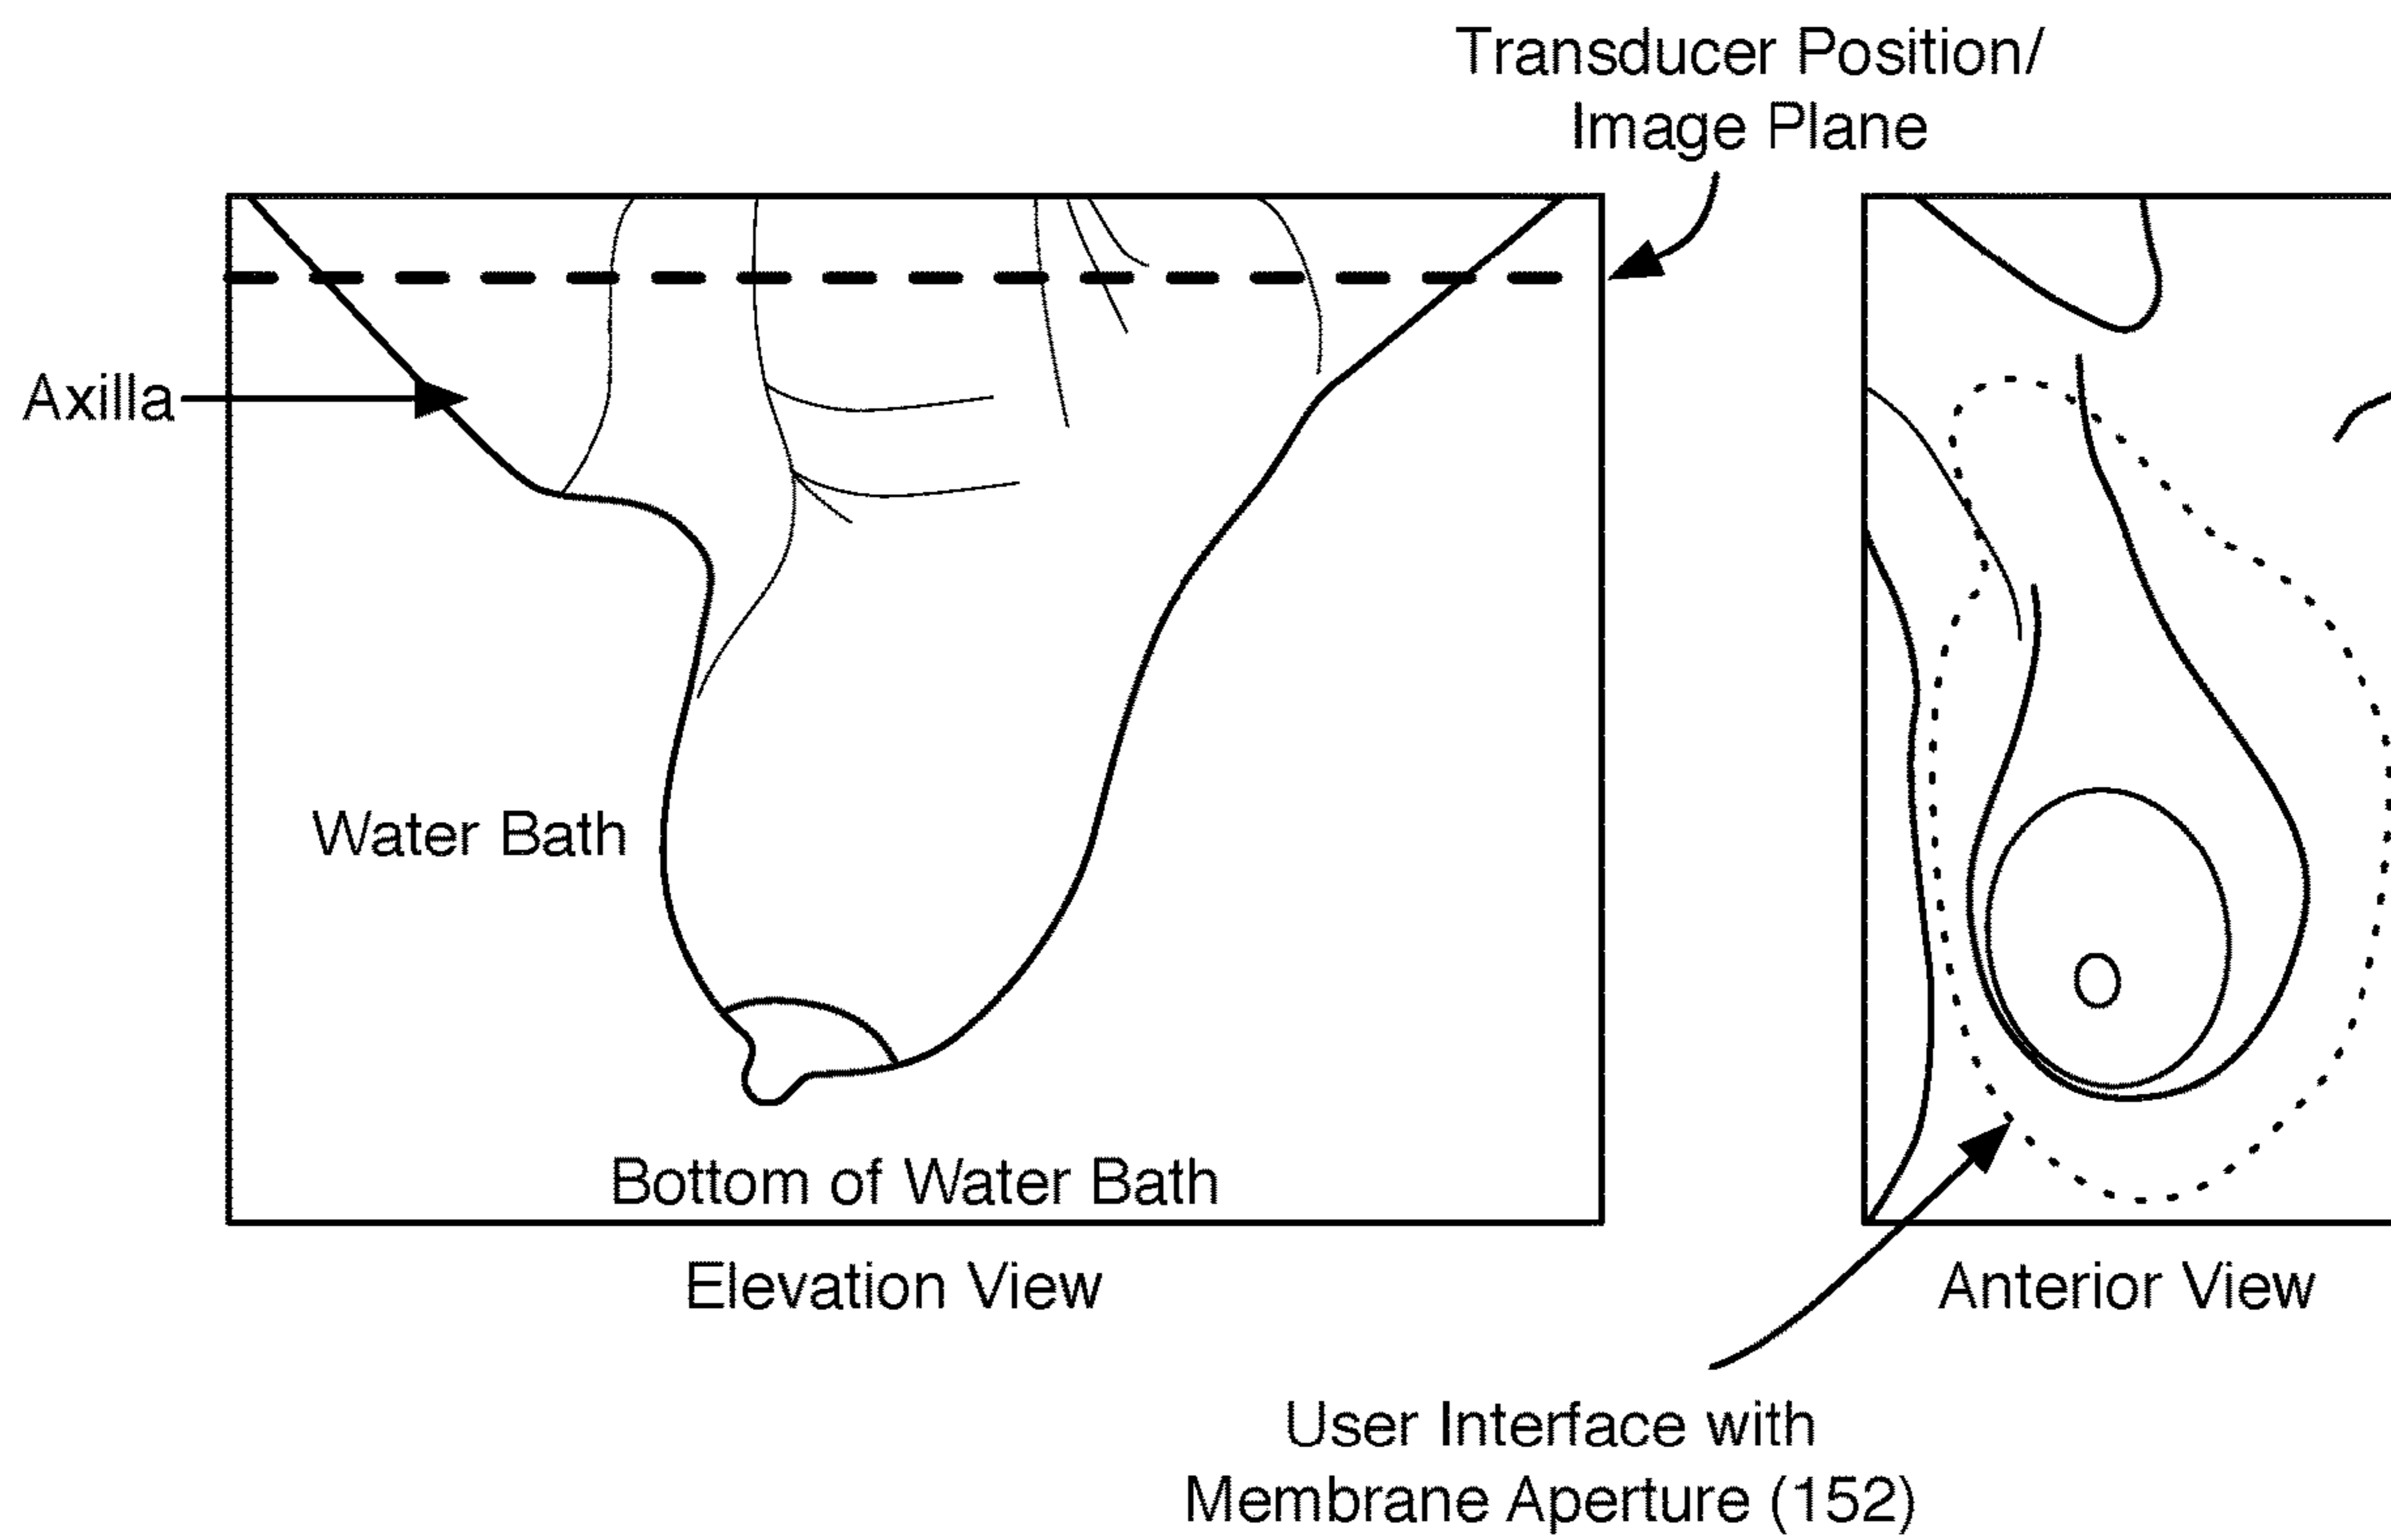 Transducer Position/
Image Plane
Axilla
Water Bath
Bottom of Water Bath
Elevation View
Anterior View
User Interface with
Membrane Aperture (152)